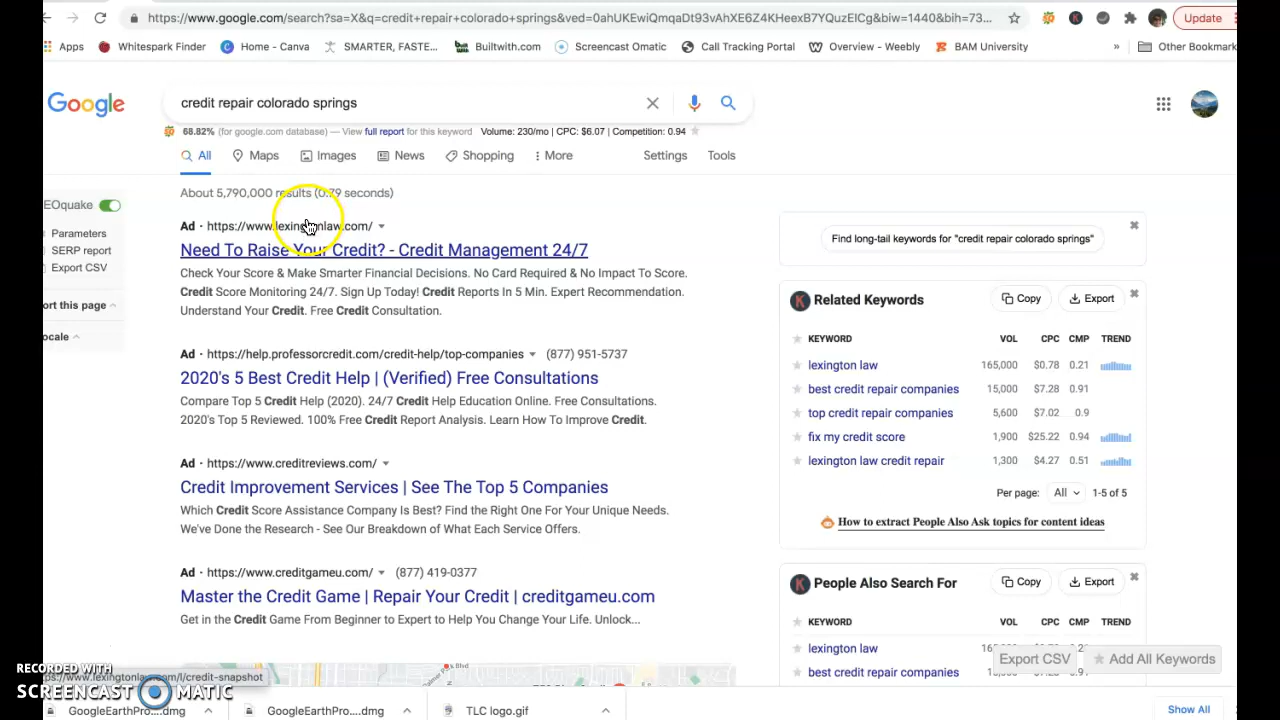 https://www.google.com/search?sa=X&q=credit+repair+colorado+springs&ved=0ahUKEwiQmqaDt93vAhXE6Z4KHeexB7YQuzEICg&biw=1440&bih=73...
Update
Apps
Whitespark Finder
Home - Canva
SMARTER, FASTE...
Builtwith.com
Screencast Omatic
Call Tracking Portal
Overview - Weebly
BAM University
»
Other Bookmark
Google
credit repair colorado springs
68.82% (for google.com database) — View full report for this keyword
Volume: 230/mo | CPC: $6.07 | Competition: 0.94
All
Maps
Images
News
Shopping
More
Settings
Tools
About 5,790,000 results (0.79 seconds)
EOquake
Parameters
SERP report
Export CSV
ort this page
ocale
Ad · https://www.lexingtonlaw.com/
Need To Raise Your Credit? - Credit Management 24/7
Check Your Score & Make Smarter Financial Decisions. No Card Required & No Impact To Score.
Credit Score Monitoring 24/7. Sign Up Today! Credit Reports In 5 Min. Expert Recommendation.
Understand Your Credit. Free Credit Consultation.
Ad · https://help.professorcredit.com/credit-help/top-companies
(877) 951-5737
2020's 5 Best Credit Help | (Verified) Free Consultations
Compare Top 5 Credit Help (2020). 24/7 Credit Help Education Online. Free Consultations.
2020's Top 5 Reviewed. 100% Free Credit Report Analysis. Learn How To Improve Credit.
Ad · https://www.creditreviews.com/
Credit Improvement Services | See The Top 5 Companies
Which Credit Score Assistance Company Is Best? Find the Right One For Your Unique Needs.
We've Done the Research - See Our Breakdown of What Each Service Offers.
Ad · https://www.creditgameu.com/
(877) 419-0377
Master the Credit Game | Repair Your Credit | creditgameu.com
Get in the Credit Game From Beginner to Expert to Help You Change Your Life. Unlock...
Find long-tail keywords for "credit repair colorado springs"
K Related Keywords
Copy
Export
KEYWORD VOL CPC CMP TREND
lexington law 165,000 $0.78 0.21
best credit repair companies 15,000 $7.28 0.91
top credit repair companies 5,600 $7.02 0.9
fix my credit score 1,900 $25.22 0.94
lexington law credit repair 1,300 $4.27 0.51
Per page: All 1-5 of 5
How to extract People Also Ask topics for content ideas
K People Also Search For
Copy
Export
KEYWORD VOL CPC CMP TREND
lexington law
best credit repair companies
Export CSV
Add All Keywords
RECORDED WITH
SCREENCAST MATIC
ps://www.lexingtonlaw.com/l/credit-snapshot
GoogleEarthPro....dmg
GoogleEarthPro....dmg
TLC logo.gif
Show All